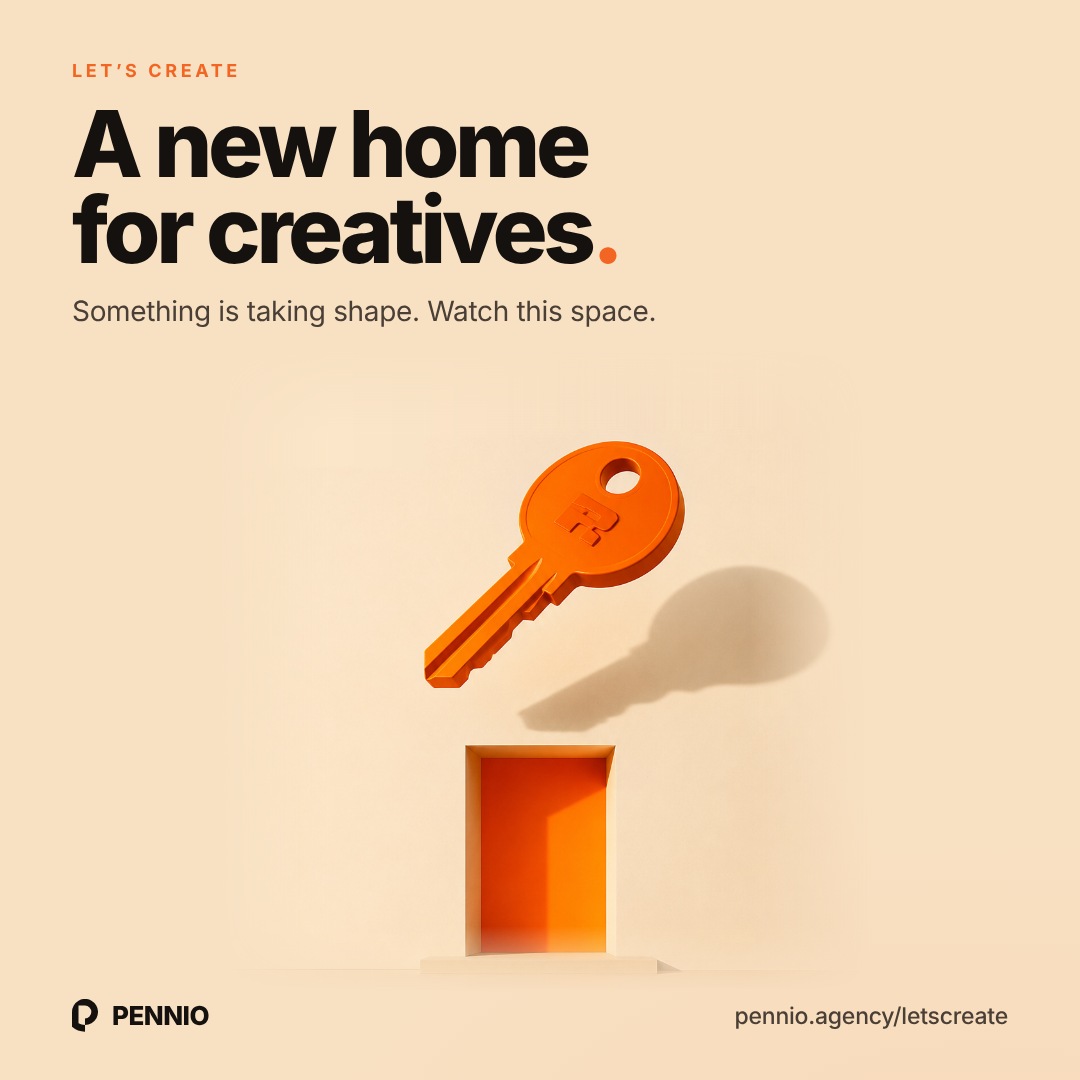 LET’S CREATE
A new home
for creatives.
Something is taking shape. Watch this space.
PENNIO
pennio.agency/letscreate